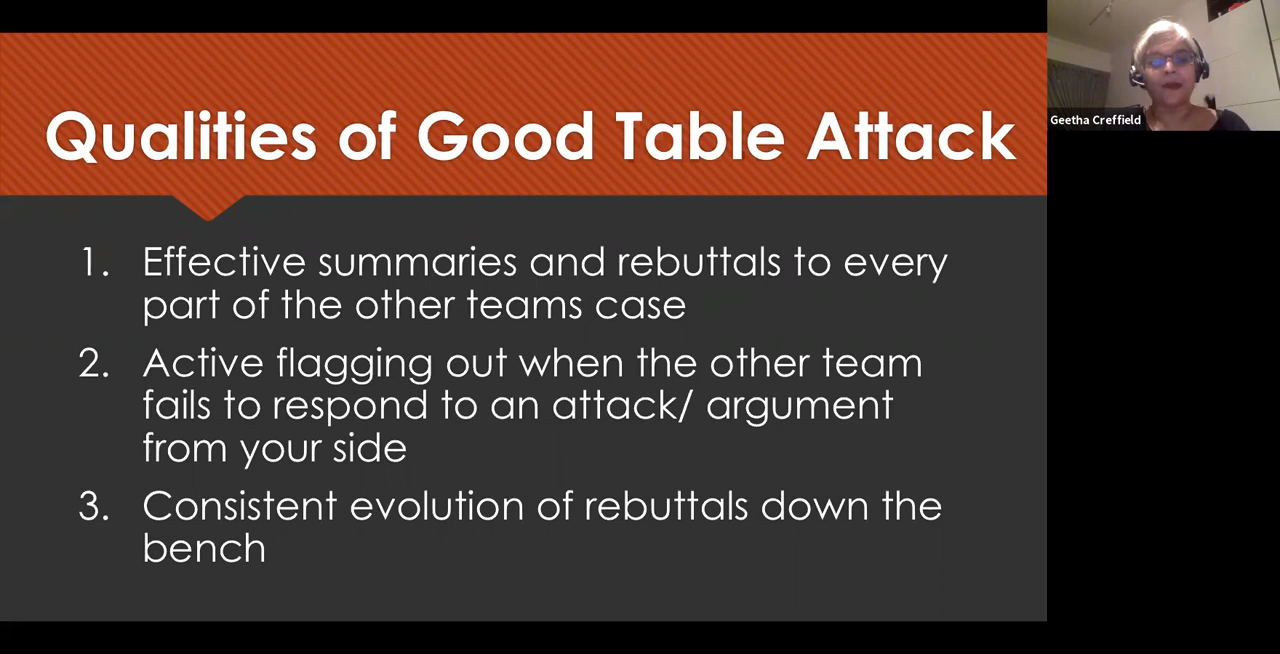 Qualities of Good Table Attack
Geetha Creffield
1. Effective summaries and rebuttals to every
part of the other teams case
2. Active flagging out when the other team
fails to respond to an attack/ argument
from your side
3. Consistent evolution of rebuttals down the
bench